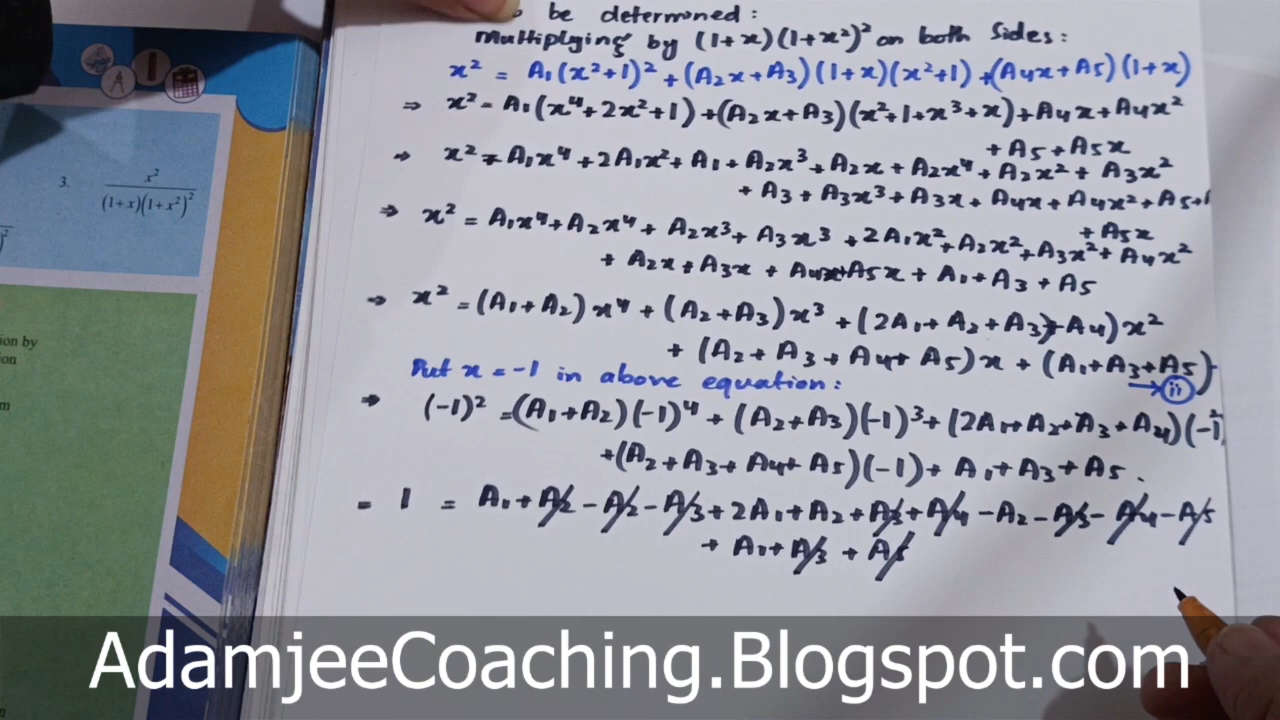 be determined:
Multiplying by (1+x)(1+x²)² on both sides:
x² = A₁(x²+1)² + (A₂x+A₃)(1+x)(x²+1) + (A₄x+A₅)(1+x)
⇒ x² = A₁(x⁴+2x²+1) + (A₂x+A₃)(x²+1+x³+x) + A₄x + A₄x²
+ A₅ + A₅x
⇒ x² = A₁x⁴ + 2A₁x² + A₁ + A₂x³ + A₂x + A₂x⁴ + A₂x² + A₃x²
+ A₃ + A₃x³ + A₃x + A₄x + A₄x² + A₅ +
+ A₅x
⇒ x² = A₁x⁴ + A₂x⁴ + A₂x³ + A₃x³ + 2A₁x² + A₂x² + A₃x² + A₄x²
+ A₂x + A₃x + A₄x + A₅x + A₁ + A₃ + A₅
⇒ x² = (A₁+A₂)x⁴ + (A₂+A₃)x³ + (2A₁+A₂+A₃+A₄)x²
+ (A₂+A₃+A₄+A₅)x + (A₁+A₃+A₅)
→ (ii)
Put x = -1 in above equation:
⇒ (-1)² = (A₁+A₂)(-1)⁴ + (A₂+A₃)(-1)³ + (2A₁+A₂+A₃+A₄)(-1)²
+ (A₂+A₃+A₄+A₅)(-1) + A₁+A₃+A₅.
= 1 = A₁ + A₂ - A₂ - A₃ + 2A₁ + A₂ + A₃ + A₄ - A₂ - A₃ - A₄ - A₅
+ A₁ + A₃ + A₅
3. x² / (1+x)(1+x²)²
ion by
ion
m
n
AdamjeeCoaching.Blogspot.com